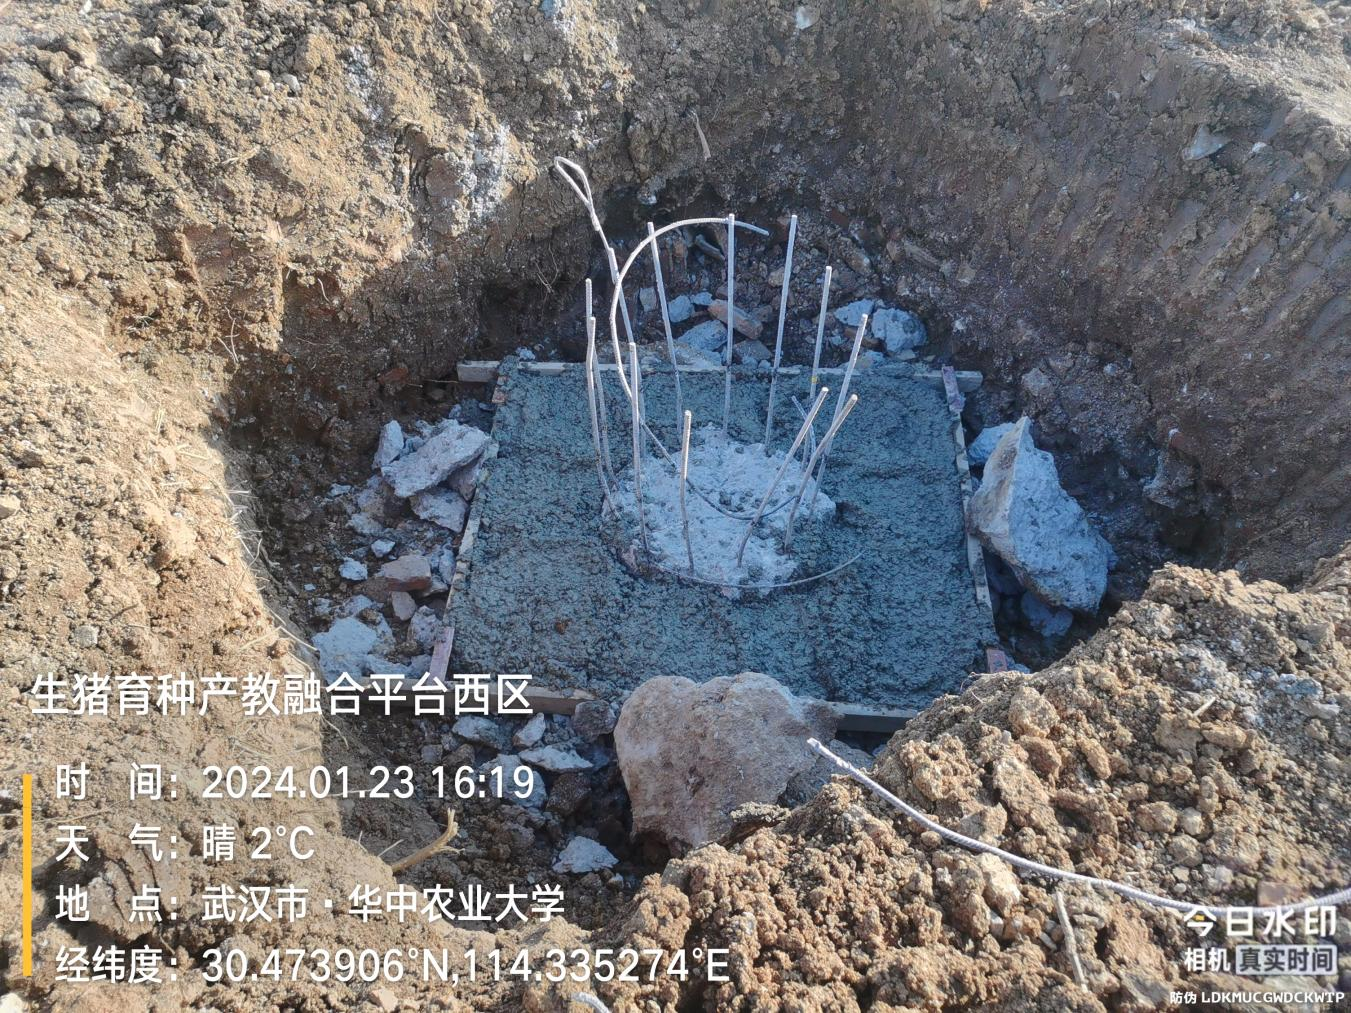 生猪育种产教融合平台西区
时 间：2024.01.23 16:19
天 气：晴 2°C
地 点：武汉市·华中农业大学
经纬度：30.473906°N,114.335274°E
今日水印
相机 真实时间
防伪 LDKMUCGWDCKWTP